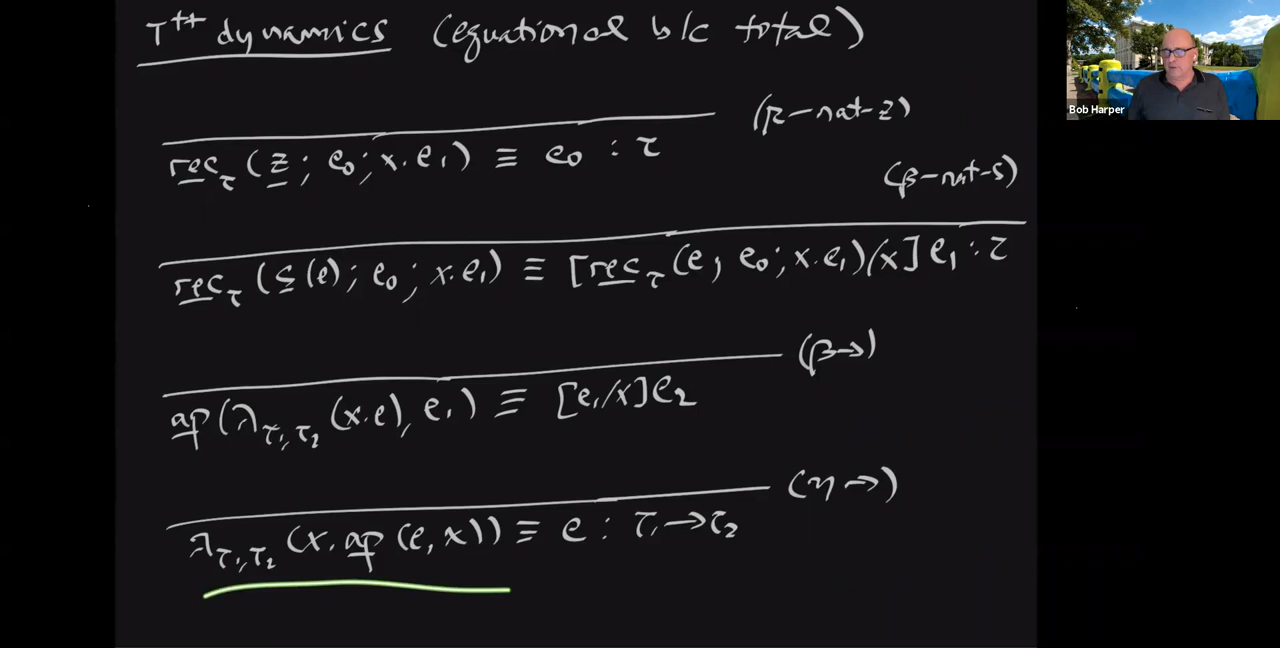 T⁺⁺ dynamics (equational b/c total)
Bob Harper
(β-nat-z)
rec_τ(z; e₀; x.e₁) ≡ e₀ : τ
(β-nat-s)
rec_τ(s(e); e₀; x.e₁) ≡ [rec_τ(e; e₀; x.e₁)/x]e₁ : τ
(β→)
ap(λ_τ₁,τ₂(x.e), e₁) ≡ [e₁/x]e₂
(η→)
λ_τ₁,τ₂(x.ap(e,x)) ≡ e : τ₁→τ₂